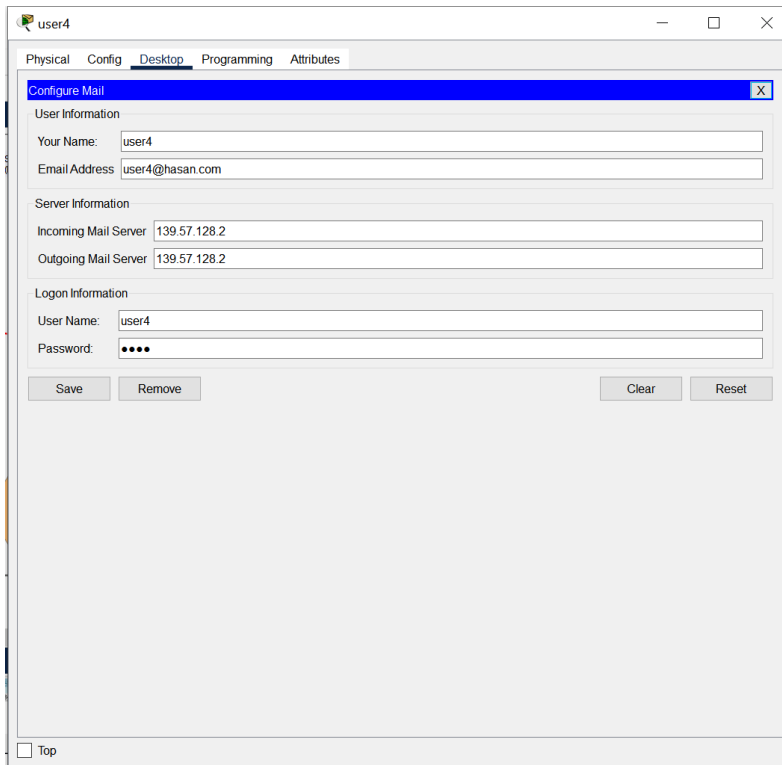 user4
Physical Config Desktop Programming Attributes
Configure Mail X
User Information
Your Name: user4
Email Address user4@hasan.com
Server Information
Incoming Mail Server 139.57.128.2
Outgoing Mail Server 139.57.128.2
Logon Information
User Name: user4
Password: ●●●●
Save Remove Clear Reset
Top